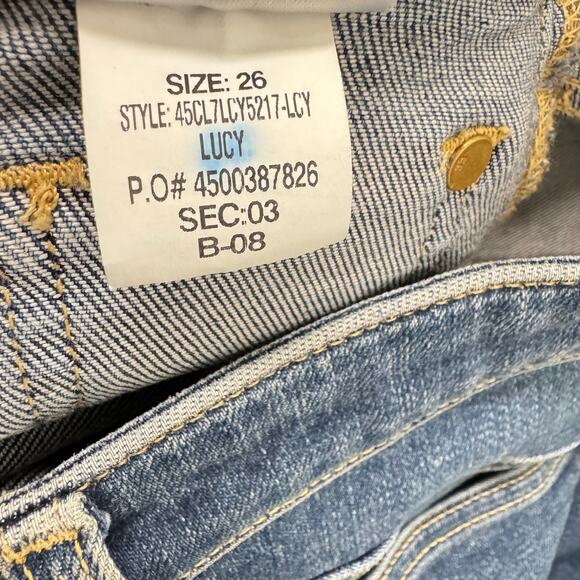 SIZE: 26
STYLE: 45CL7LCY5217-LCY
LUCY
P.O# 4500387826
SEC:03
B-08